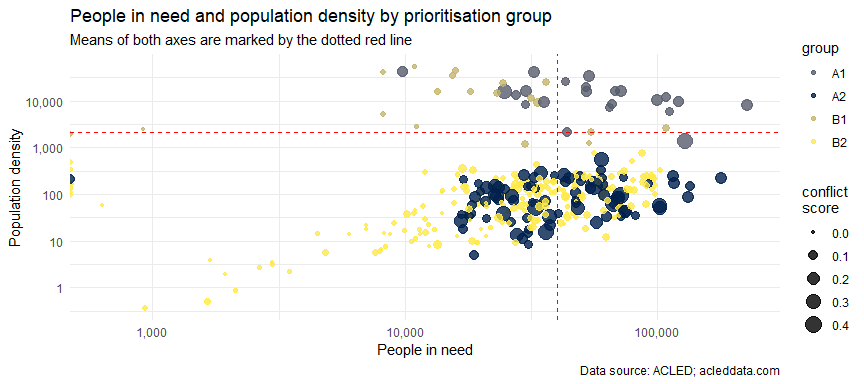 People in need and population density by prioritisation group
Means of both axes are marked by the dotted red line
Population density
10,000
1,000
100
10
1
1,000
10,000
100,000
People in need
group
A1
A2
B1
B2
conflict
score
0.0
0.1
0.2
0.3
0.4
Data source: ACLED; acleddata.com